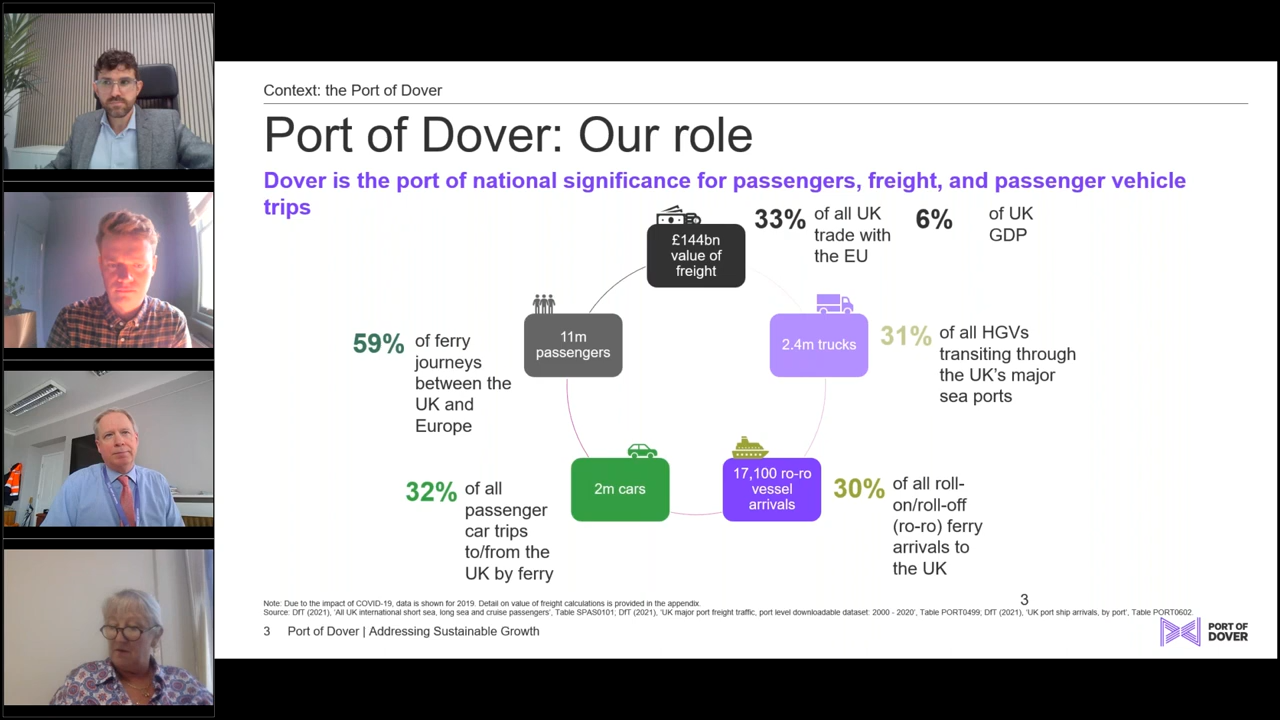 Context: the Port of Dover
Port of Dover: Our role
Dover is the port of national significance for passengers, freight, and passenger vehicle
trips
£144bn
value of
freight
33%
of all UK
trade with
the EU
6%
of UK
GDP
11m
passengers
59%
of ferry
journeys
between the
UK and
Europe
2.4m trucks
31%
of all HGVs
transiting through
the UK's major
sea ports
2m cars
32%
of all
passenger
car trips
to/from the
UK by ferry
17,100 ro-ro
vessel
arrivals
30%
of all roll-
on/roll-off
(ro-ro) ferry
arrivals to
the UK
3
Note: Due to the impact of COVID-19, data is shown for 2019. Detail on value of freight calculations is provided in the appendix.
Source: DfT (2021), 'All UK international short sea, long sea and cruise passengers', Table SPAS0101; DfT (2021), 'UK major port freight traffic, port level downloadable dataset: 2000 - 2020', Table PORT0499, DfT (2021), 'UK port ship arrivals, by port', Table PORT0602.
3 Port of Dover | Addressing Sustainable Growth
PORT OF
DOVER